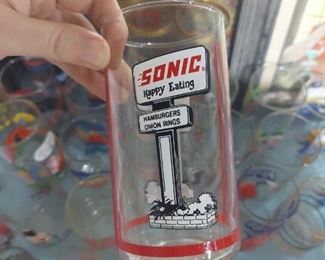 SONIC
Happy Eating
HAMBURGERS
ONION RINGS